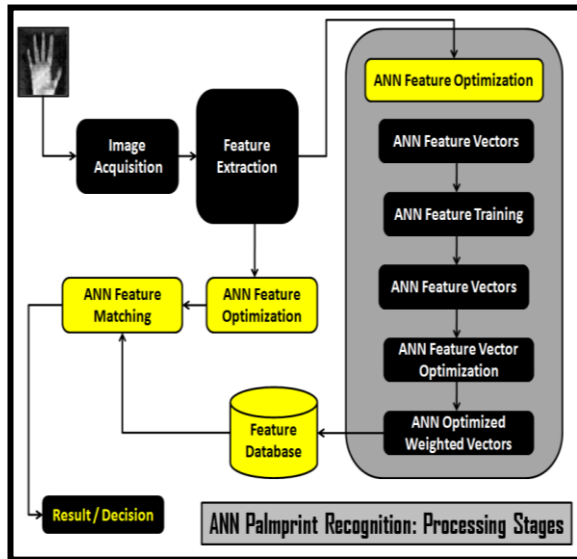 ANN Feature Optimization
Image
Acquisition
Feature
Extraction
ANN Feature Vectors
ANN Feature Training
ANN Feature Vectors
ANN Feature
Matching
ANN Feature
Optimization
ANN Feature Vector
Optimization
ANN Optimized
Weighted Vectors
Feature
Database
Result / Decision
ANN Palmprint Recognition: Processing Stages